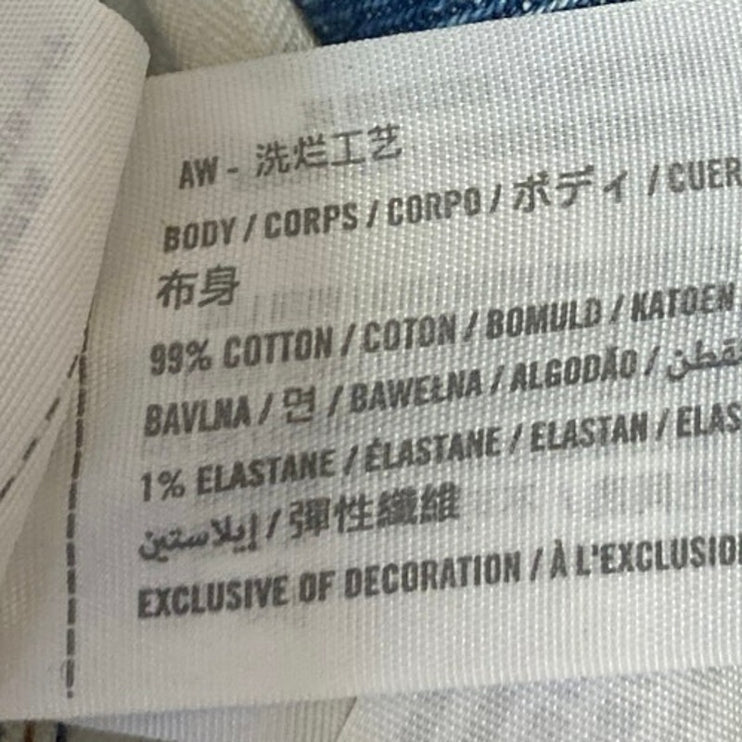 AW - 洗烂工艺
BODY / CORPS / CORPO / ボディ / CUER
布身
99% COTTON / COTON / BOMULD / KATOEN
BAVLNA / 면 / BAWEŁNA / ALGODÃO / قطن
1% ELASTANE / ÉLASTANE / ELASTAN / ELAS
إيلاستين / 彈性纖維
EXCLUSIVE OF DECORATION / À L'EXCLUSIO